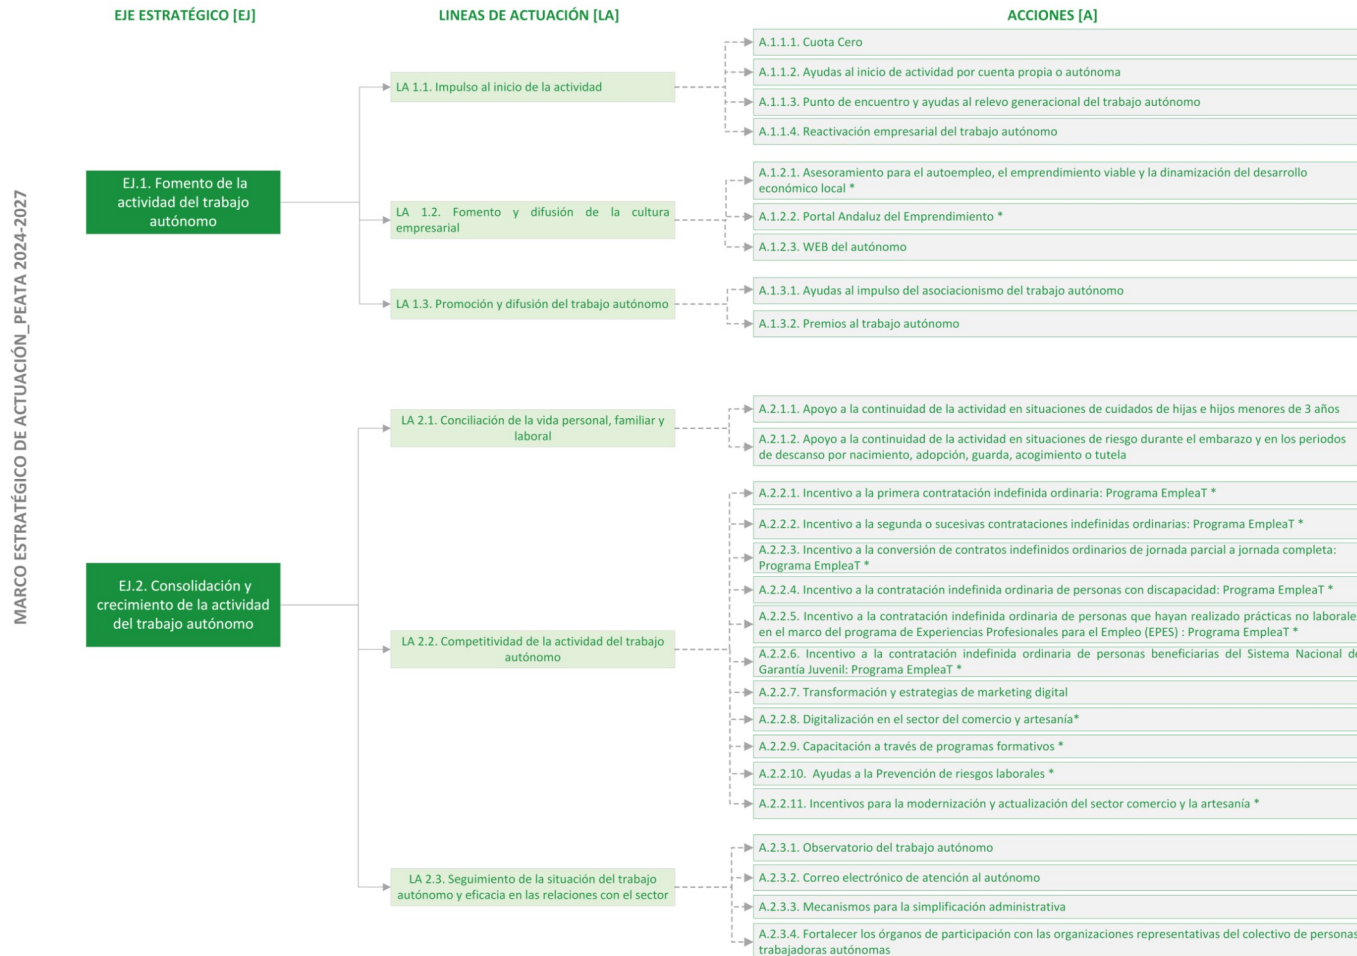 EJE ESTRATÉGICO [EJ]
LINEAS DE ACTUACIÓN [LA]
ACCIONES [A]
MARCO ESTRATÉGICO DE ACTUACIÓN_PEATA 2024-2027
EJ.1. Fomento de la
actividad del trabajo
autónomo
LA 1.1. Impulso al inicio de la actividad
A.1.1.1. Cuota Cero
A.1.1.2. Ayudas al inicio de actividad por cuenta propia o autónoma
A.1.1.3. Punto de encuentro y ayudas al relevo generacional del trabajo autónomo
A.1.1.4. Reactivación empresarial del trabajo autónomo
LA 1.2. Fomento y difusión de la cultura
empresarial
A.1.2.1. Asesoramiento para el autoempleo, el emprendimiento viable y la dinamización del desarrollo
económico local *
A.1.2.2. Portal Andaluz del Emprendimiento *
A.1.2.3. WEB del autónomo
LA 1.3. Promoción y difusión del trabajo autónomo
A.1.3.1. Ayudas al impulso del asociacionismo del trabajo autónomo
A.1.3.2. Premios al trabajo autónomo
EJ.2. Consolidación y
crecimiento de la actividad
del trabajo autónomo
LA 2.1. Conciliación de la vida personal, familiar y
laboral
A.2.1.1. Apoyo a la continuidad de la actividad en situaciones de cuidados de hijas e hijos menores de 3 años
A.2.1.2. Apoyo a la continuidad de la actividad en situaciones de riesgo durante el embarazo y en los periodos
de descanso por nacimiento, adopción, guarda, acogimiento o tutela
LA 2.2. Competitividad de la actividad del trabajo
autónomo
A.2.2.1. Incentivo a la primera contratación indefinida ordinaria: Programa EmpleaT *
A.2.2.2. Incentivo a la segunda o sucesivas contrataciones indefinidas ordinarias: Programa EmpleaT *
A.2.2.3. Incentivo a la conversión de contratos indefinidos ordinarios de jornada parcial a jornada completa:
Programa EmpleaT *
A.2.2.4. Incentivo a la contratación indefinida ordinaria de personas con discapacidad: Programa EmpleaT *
A.2.2.5. Incentivo a la contratación indefinida ordinaria de personas que hayan realizado prácticas no laborale
en el marco del programa de Experiencias Profesionales para el Empleo (EPES) : Programa EmpleaT *
A.2.2.6. Incentivo a la contratación indefinida ordinaria de personas beneficiarias del Sistema Nacional de
Garantía Juvenil: Programa EmpleaT *
A.2.2.7. Transformación y estrategias de marketing digital
A.2.2.8. Digitalización en el sector del comercio y artesanía*
A.2.2.9. Capacitación a través de programas formativos *
A.2.2.10. Ayudas a la Prevención de riesgos laborales *
A.2.2.11. Incentivos para la modernización y actualización del sector comercio y la artesanía *
LA 2.3. Seguimiento de la situación del trabajo
autónomo y eficacia en las relaciones con el sector
A.2.3.1. Observatorio del trabajo autónomo
A.2.3.2. Correo electrónico de atención al autónomo
A.2.3.3. Mecanismos para la simplificación administrativa
A.2.3.4. Fortalecer los órganos de participación con las organizaciones representativas del colectivo de personas
trabajadoras autónomas